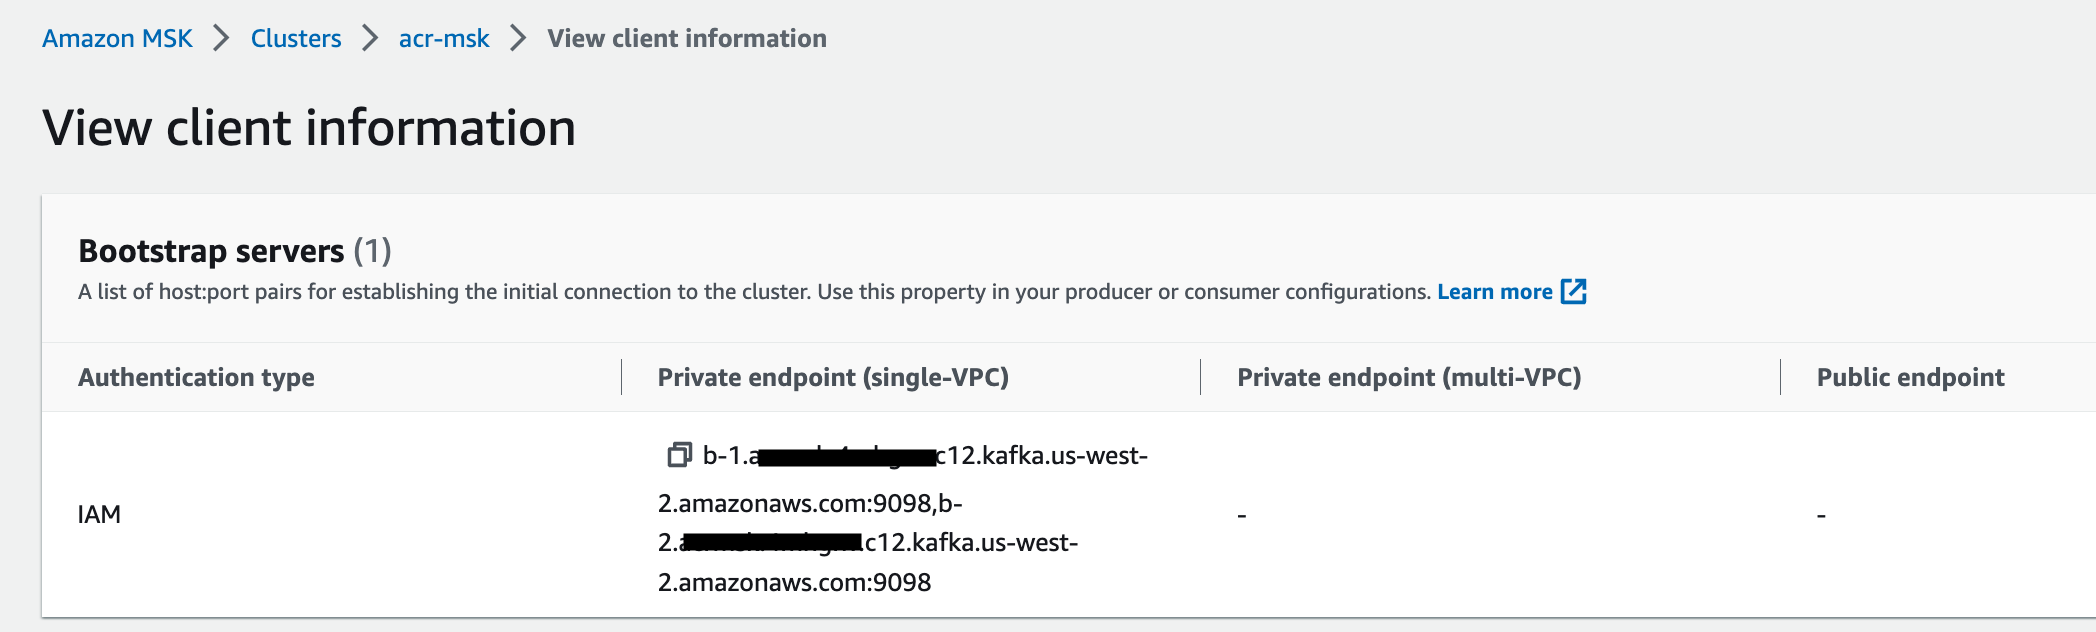 Amazon MSK > Clusters > acr-msk > View client information
View client information
Bootstrap servers (1)
A list of host:port pairs for establishing the initial connection to the cluster. Use this property in your producer or consumer configurations. Learn more
Authentication type Private endpoint (single-VPC) Private endpoint (multi-VPC) Public endpoint
b-1.a c12.kafka.us-west-
2.amazonaws.com:9098,b-
IAM - -
2. .c12.kafka.us-west-
2.amazonaws.com:9098